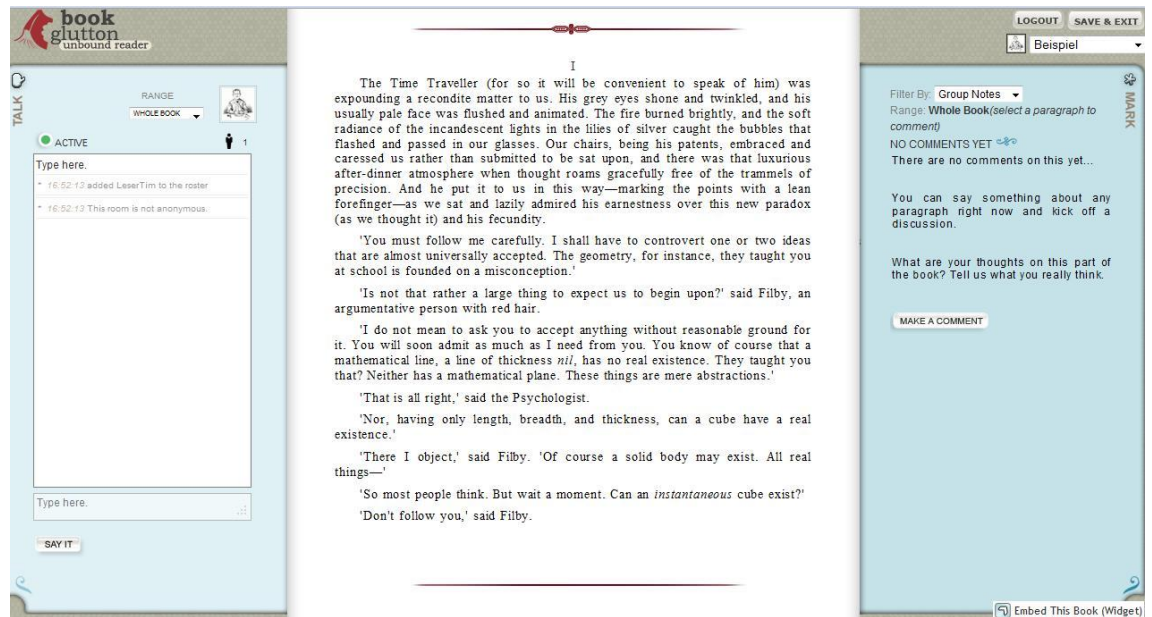 book
glutton
unbound reader
TALK
RANGE
WHOLE BOOK
ACTIVE
1
Type here.
16:52:13 added LeserTim to the roster
16:52:13 This room is not anonymous.
Type here.
SAY IT
I
The Time Traveller (for so it will be convenient to speak of him) was
expounding a recondite matter to us. His grey eyes shone and twinkled, and his
usually pale face was flushed and animated. The fire burned brightly, and the soft
radiance of the incandescent lights in the lilies of silver caught the bubbles that
flashed and passed in our glasses. Our chairs, being his patents, embraced and
caressed us rather than submitted to be sat upon, and there was that luxurious
after-dinner atmosphere when thought roams gracefully free of the trammels of
precision. And he put it to us in this way—marking the points with a lean
forefinger—as we sat and lazily admired his earnestness over this new paradox
(as we thought it) and his fecundity.
'You must follow me carefully. I shall have to controvert one or two ideas
that are almost universally accepted. The geometry, for instance, they taught you
at school is founded on a misconception.'
'Is not that rather a large thing to expect us to begin upon?' said Filby, an
argumentative person with red hair.
'I do not mean to ask you to accept anything without reasonable ground for
it. You will soon admit as much as I need from you. You know of course that a
mathematical line, a line of thickness nil, has no real existence. They taught you
that? Neither has a mathematical plane. These things are mere abstractions.'
'That is all right,' said the Psychologist.
'Nor, having only length, breadth, and thickness, can a cube have a real
existence.'
'There I object,' said Filby. 'Of course a solid body may exist. All real
things—'
'So most people think. But wait a moment. Can an instantaneous cube exist?'
'Don't follow you,' said Filby.
LOGOUT SAVE & EXIT
Beispiel
MARK
Filter By: Group Notes
Range: Whole Book(select a paragraph to
comment)
NO COMMENTS YET
There are no comments on this yet...
You can say something about any
paragraph right now and kick off a
discussion.
What are your thoughts on this part of
the book? Tell us what you really think.
MAKE A COMMENT
Embed This Book (Widget)